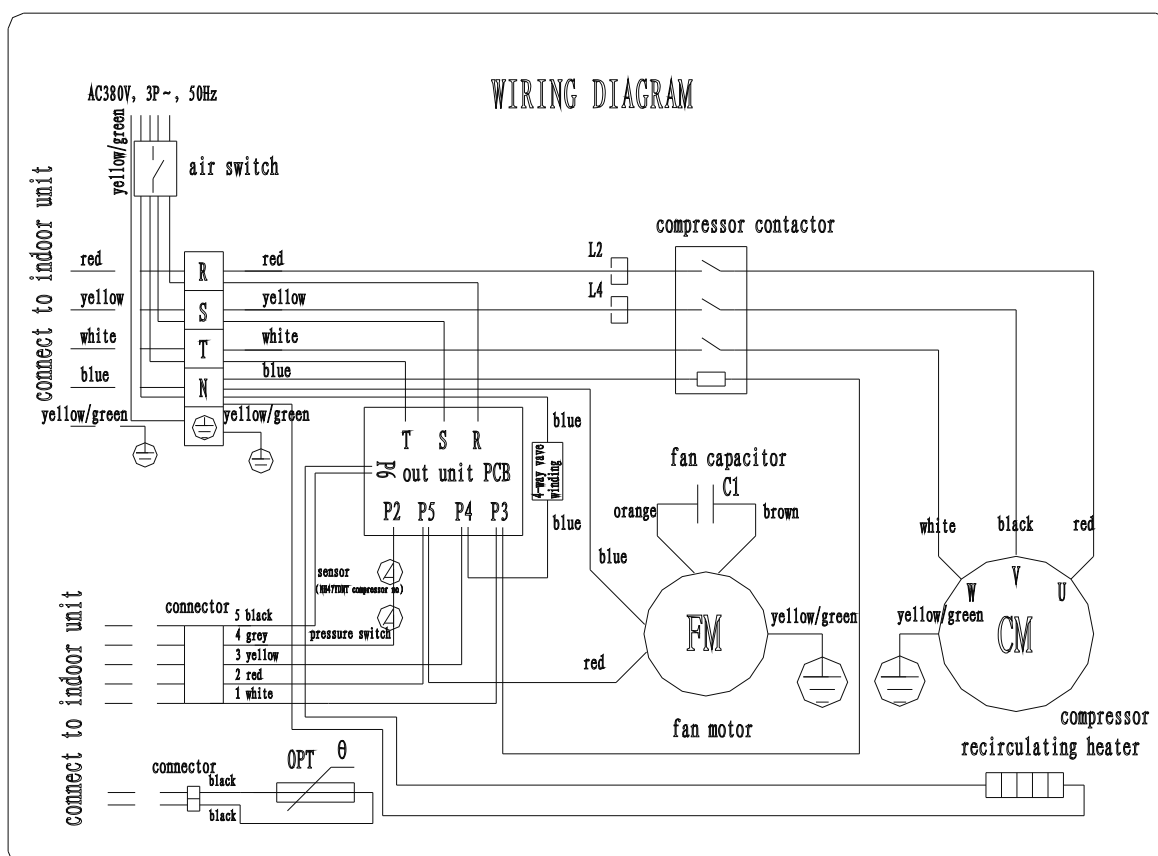 WIRING DIAGRAM
AC380V, 3P~, 50Hz
yellow/green
air switch
connect to indoor unit
red
yellow
white
blue
yellow/green
R
S
T
N
red
yellow
white
blue
yellow/green
L2
L4
compressor contactor
T S R
P6 out unit PCB
P2 P5 P4 P3
blue
4-way vave
winding
blue
fan capacitor
C1
orange
brown
blue
red
FM
yellow/green
fan motor
white
black
red
W
V
U
CM
yellow/green
compressor
recirculating heater
sensor
pressure switch
connect to indoor unit
connector
5 black
4 grey
3 yellow
2 red
1 white
connector
black
black
OPT
θ